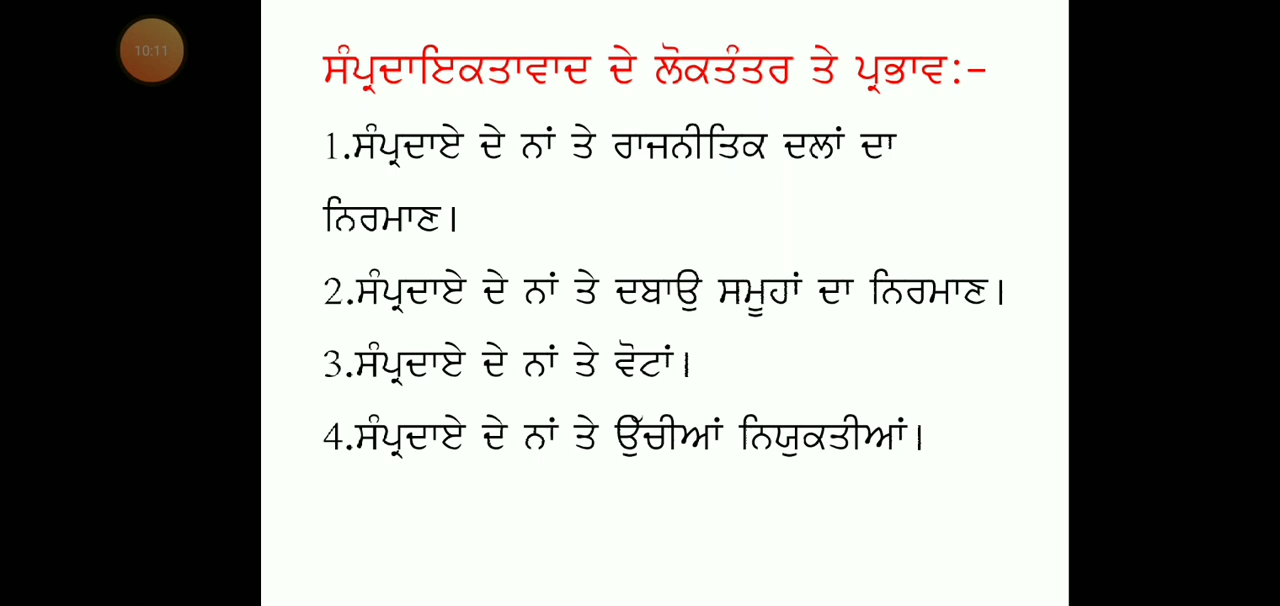 10:11
ਸੰਪ੍ਰਦਾਇਕਤਾਵਾਦ ਦੇ ਲੋਕਤੰਤਰ ਤੇ ਪ੍ਰਭਾਵ:-
1.ਸੰਪ੍ਰਦਾਏ ਦੇ ਨਾਂ ਤੇ ਰਾਜਨੀਤਿਕ ਦਲਾਂ ਦਾ
ਨਿਰਮਾਣ।
2.ਸੰਪ੍ਰਦਾਏ ਦੇ ਨਾਂ ਤੇ ਦਬਾਉ ਸਮੂਹਾਂ ਦਾ ਨਿਰਮਾਣ।
3.ਸੰਪ੍ਰਦਾਏ ਦੇ ਨਾਂ ਤੇ ਵੋਟਾਂ।
4.ਸੰਪ੍ਰਦਾਏ ਦੇ ਨਾਂ ਤੇ ਉੱਚੀਆਂ ਨਿਯੁਕਤੀਆਂ।